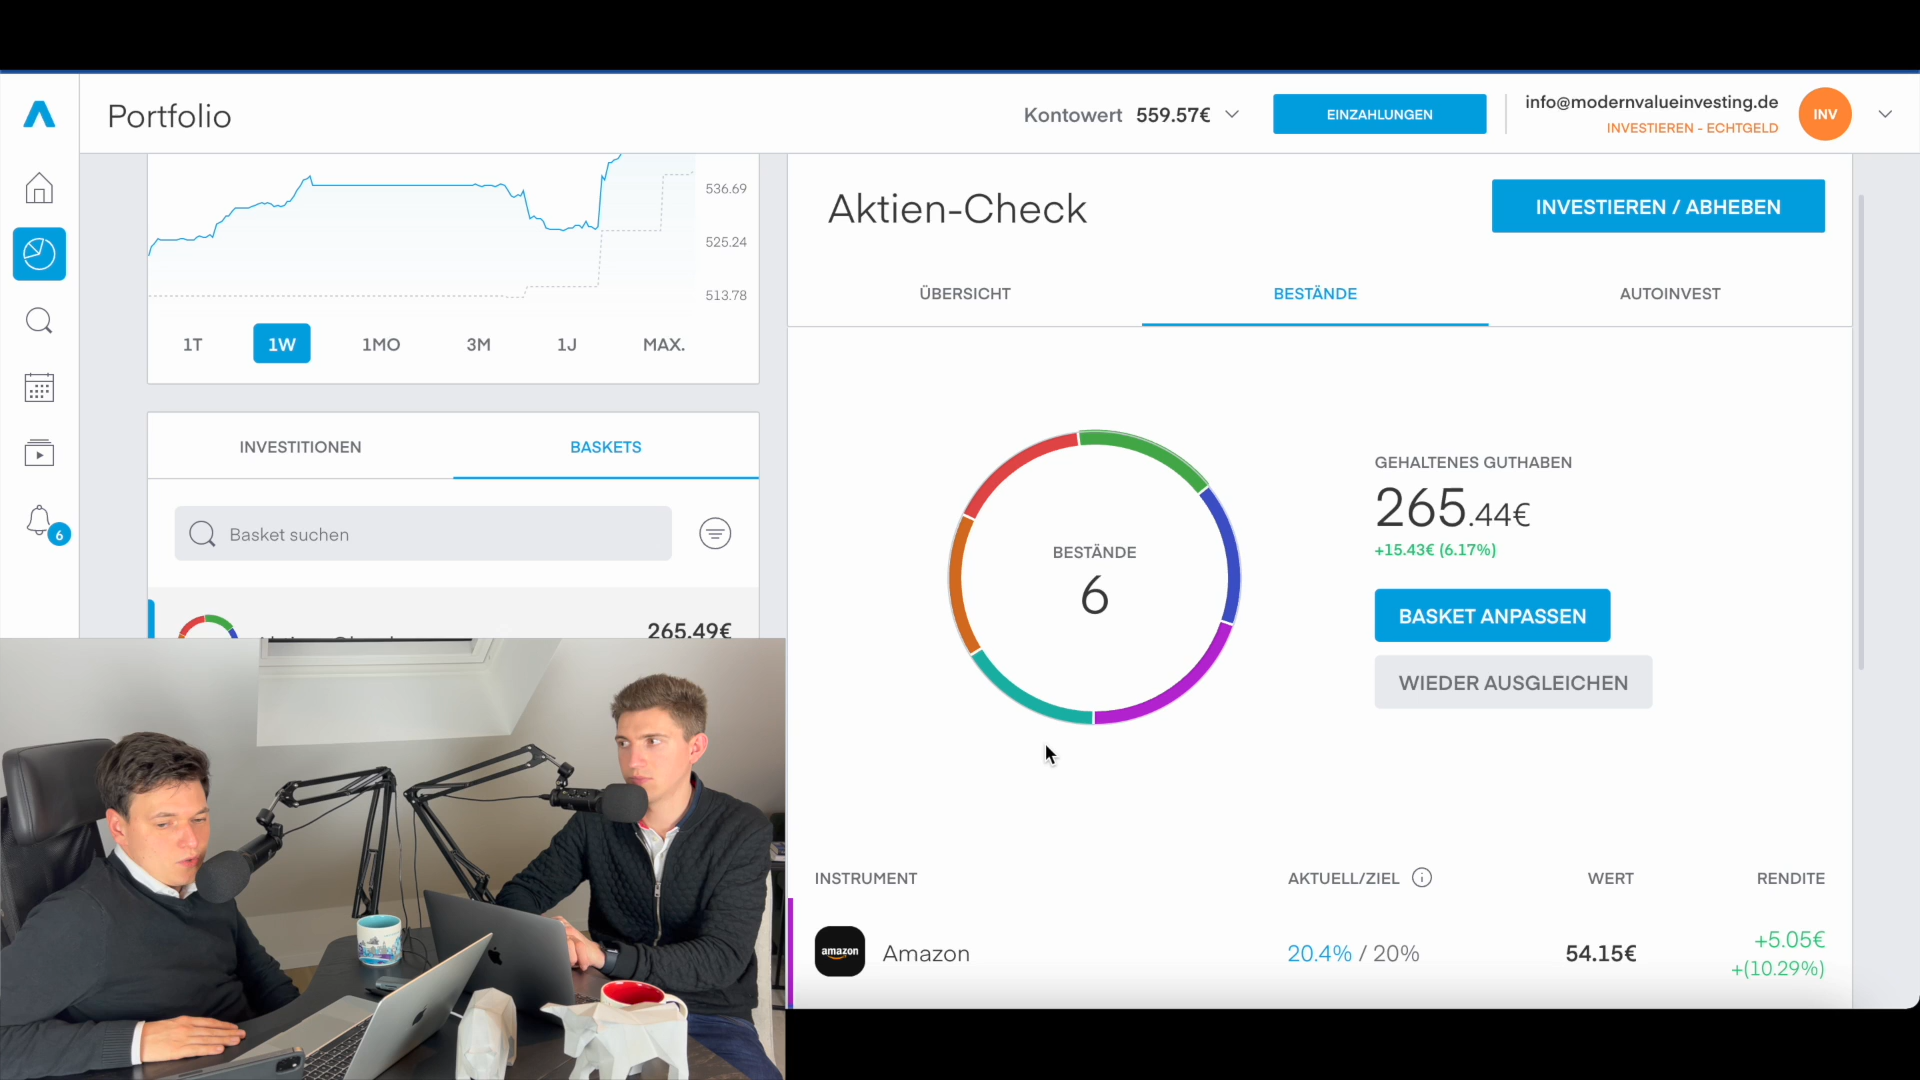 Portfolio
Kontowert 559.57€
EINZAHLUNGEN
info@modernvalueinvesting.de
INVESTIEREN - ECHTGELD
INV
536.69
525.24
513.78
1T 1W 1MO 3M 1J MAX.
INVESTITIONEN BASKETS
Basket suchen
265.49€
6
Aktien-Check
INVESTIEREN / ABHEBEN
ÜBERSICHT BESTÄNDE AUTOINVEST
BESTÄNDE
6
GEHALTENES GUTHABEN
265.44€
+15.43€ (6.17%)
BASKET ANPASSEN
WIEDER AUSGLEICHEN
INSTRUMENT AKTUELL/ZIEL WERT RENDITE
amazon
Amazon 20.4% / 20% 54.15€ +5.05€
+(10.29%)